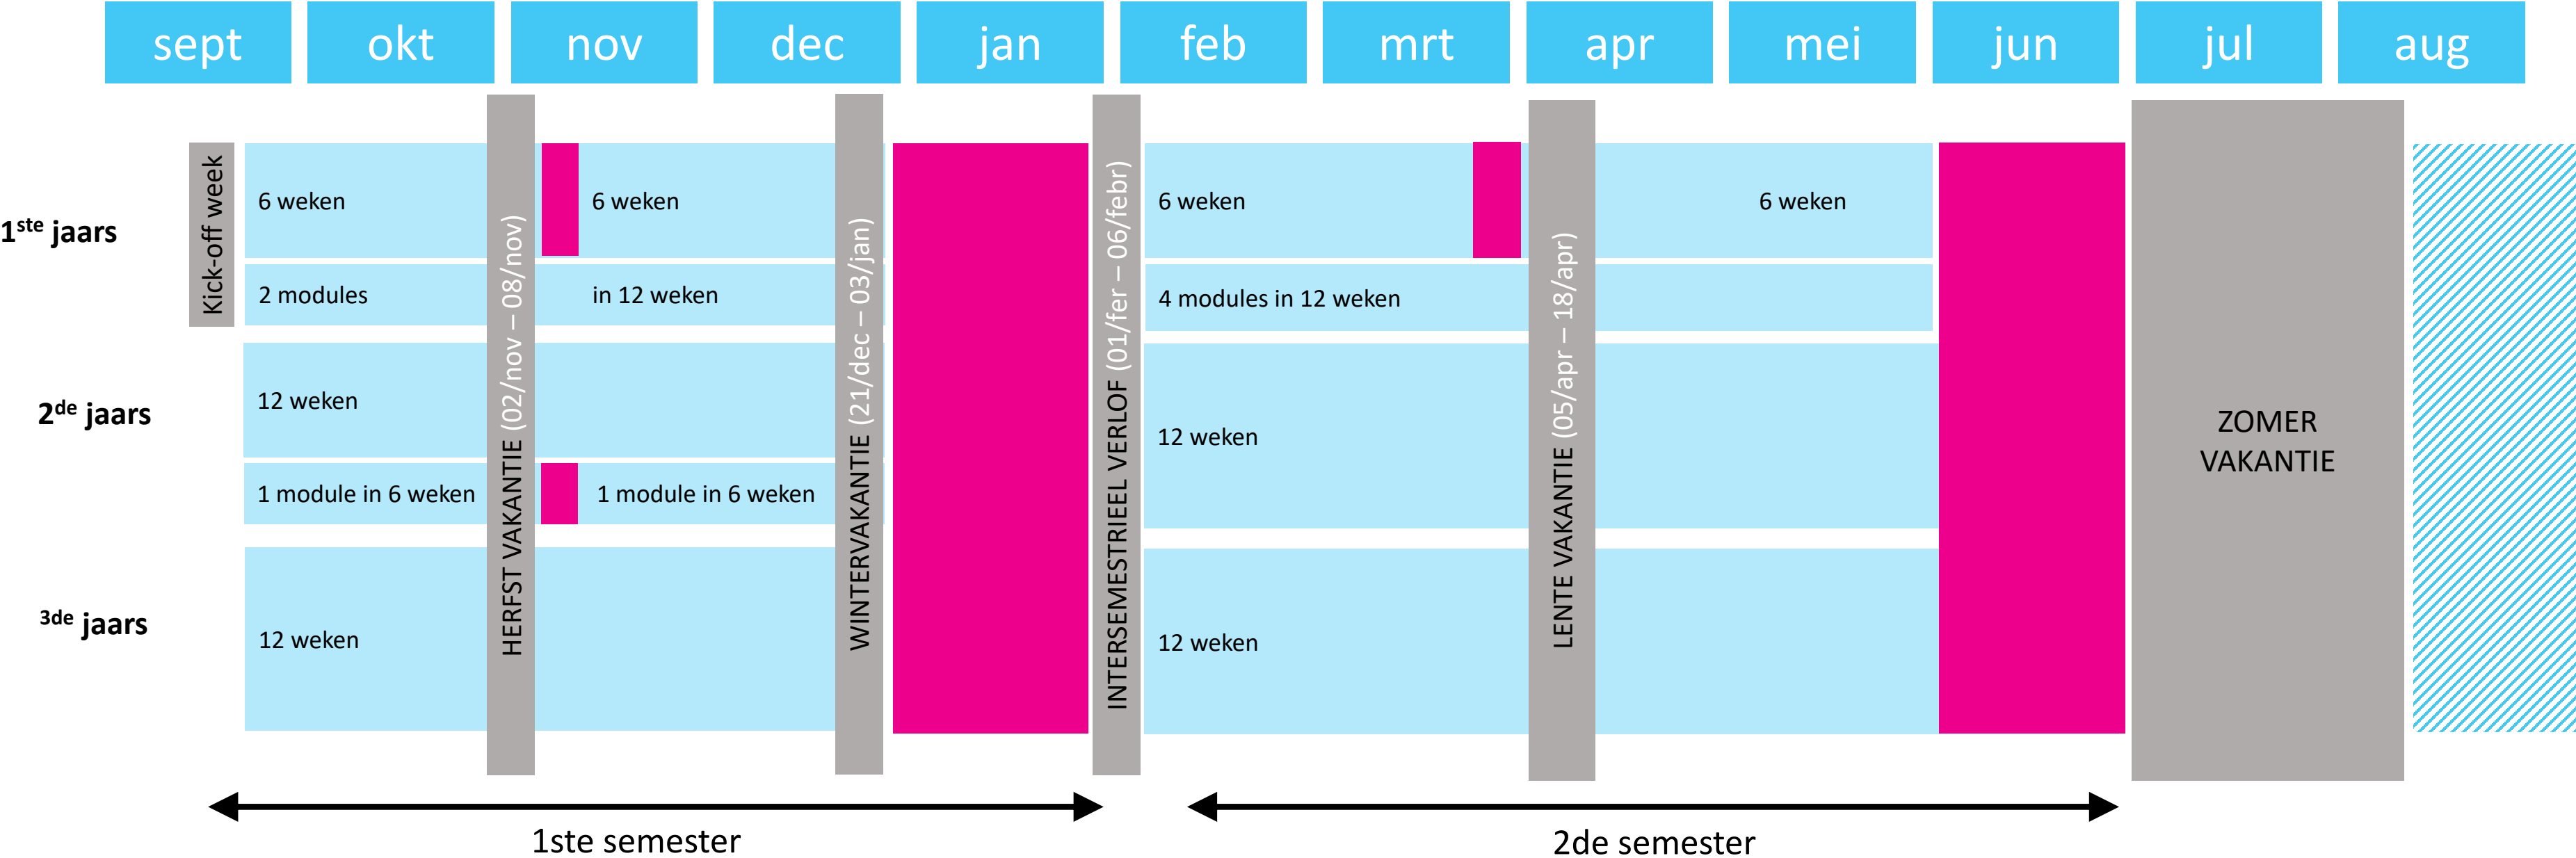 sept okt nov dec jan feb mrt apr mei jun jul aug
1ste jaars
Kick-off week
6 weken
6 weken
6 weken
6 weken
2 modules
in 12 weken
4 modules in 12 weken
2de jaars
12 weken
12 weken
1 module in 6 weken
1 module in 6 weken
3de jaars
12 weken
12 weken
HERFST VAKANTIE (02/nov – 08/nov)
WINTERVAKANTIE (21/dec – 03/jan)
INTERSEMESTRIEEL VERLOF (01/fer – 06/febr)
LENTE VAKANTIE (05/apr – 18/apr)
ZOMER
VAKANTIE
1ste semester
2de semester